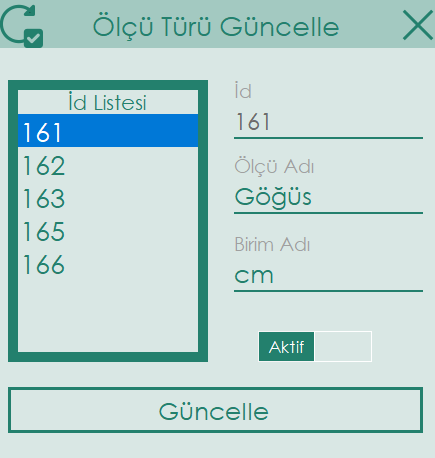 Ölçü Türü Güncelle
İd Listesi
161
162
163
165
166
İd
161
Ölçü Adı
Göğüs
Birim Adı
cm
Aktif
Güncelle